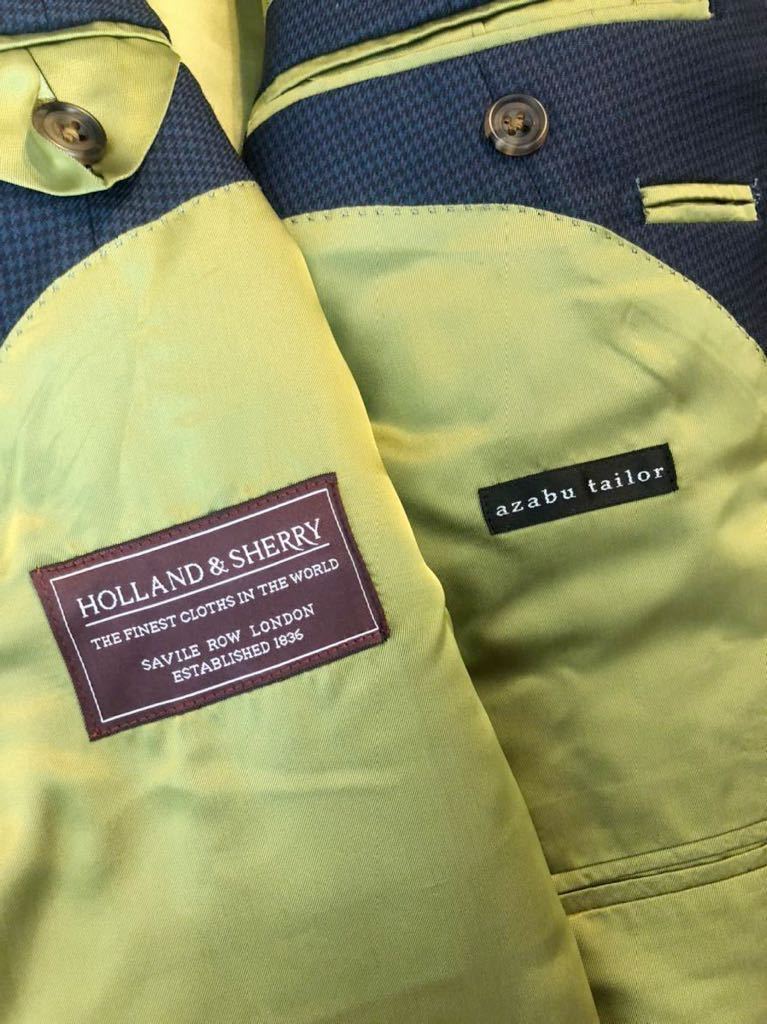 HOLLAND & SHERRY
THE FINEST CLOTHS IN THE WORLD
SAVILE ROW LONDON
ESTABLISHED 1836
azabu tailor